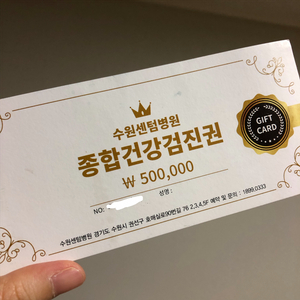 수원센텀병원
종합건강검진권
₩ 500,000
성명 :
NO:
GIFT
CARD
수원센텀병원 경기도 수원시 권선구 호매실로90번길 76 2,3,4,5F 예약 및 문의 : 1899.0333